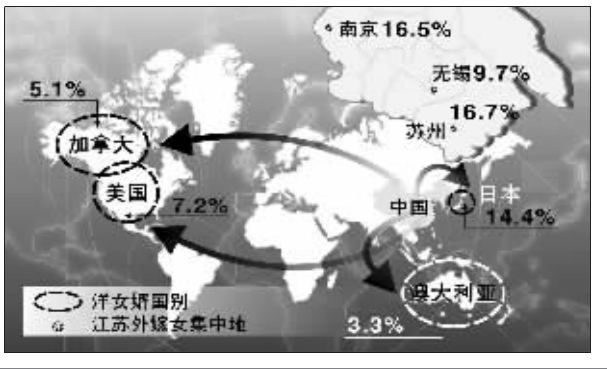 南京16.5%
无锡9.7%
16.7%
苏州
5.1%
加拿大
美国
7.2%
中国
日本
14.4%
澳大利亚
3.3%
洋女婿国别
江苏外嫁女集中地